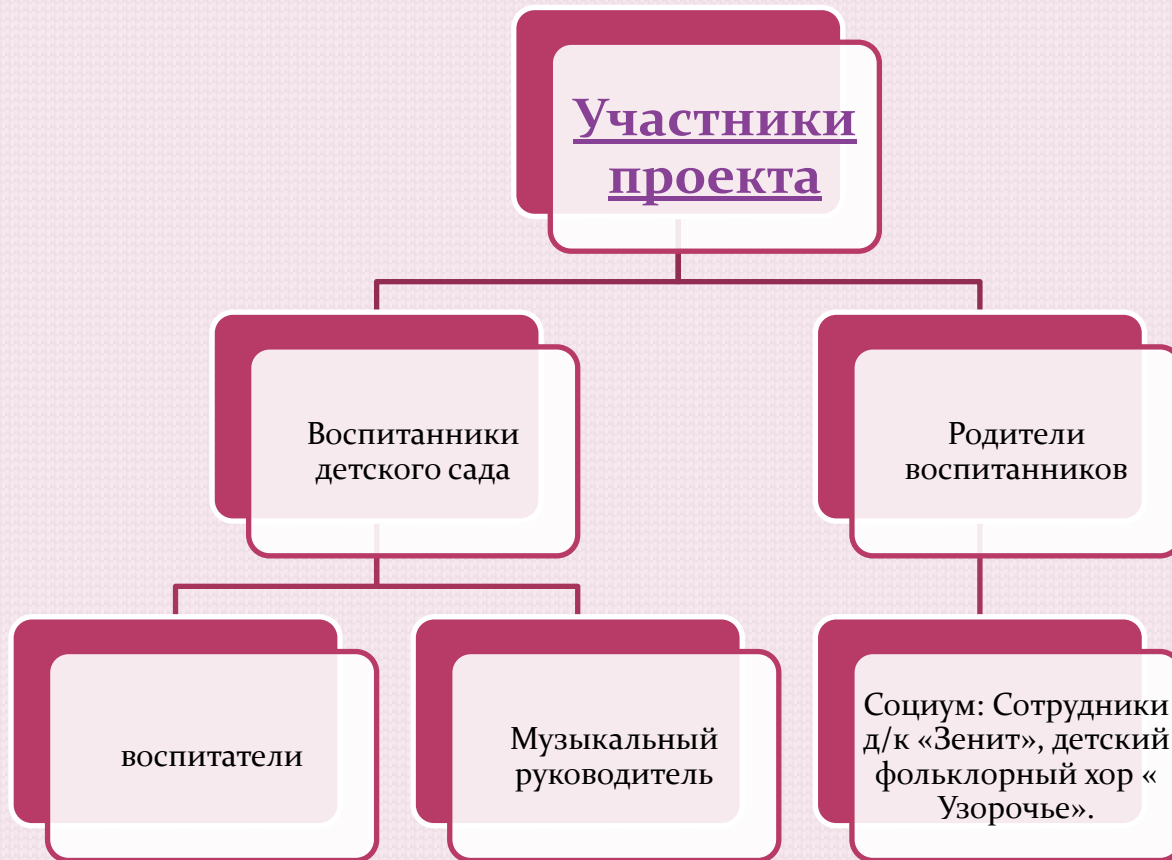 Участники
проекта
Воспитанники
детского сада
Родители
воспитанников
воспитатели
Музыкальный
руководитель
Социум: Сотрудники
д/к «Зенит», детский
фольклорный хор «
Узорочье».